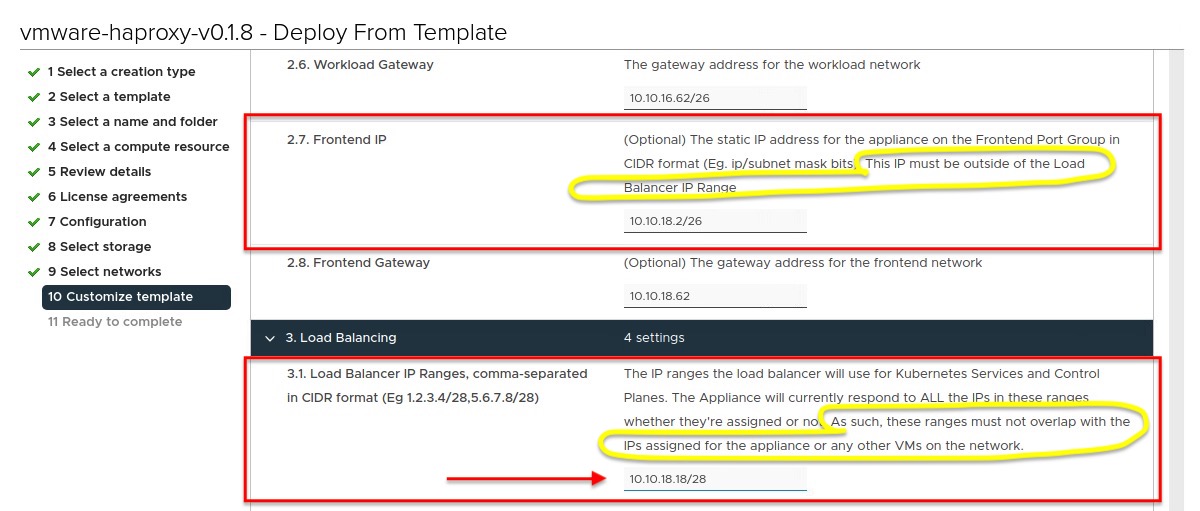 vmware-haproxy-v0.1.8 - Deploy From Template
1 Select a creation type
2 Select a template
3 Select a name and folder
4 Select a compute resource
5 Review details
6 License agreements
7 Configuration
8 Select storage
9 Select networks
10 Customize template
11 Ready to complete
2.6. Workload Gateway
The gateway address for the workload network
10.10.16.62/26
2.7. Frontend IP
(Optional) The static IP address for the appliance on the Frontend Port Group in
CIDR format (Eg. ip/subnet mask bits) This IP must be outside of the Load
Balancer IP Range
10.10.18.2/26
2.8. Frontend Gateway
(Optional) The gateway address for the frontend network
10.10.18.62
3. Load Balancing
4 settings
3.1. Load Balancer IP Ranges, comma-separated
in CIDR format (Eg 1.2.3.4/28,5.6.7.8/28)
The IP ranges the load balancer will use for Kubernetes Services and Control
Planes. The Appliance will currently respond to ALL the IPs in these ranges
whether they're assigned or not. As such, these ranges must not overlap with the
IPs assigned for the appliance or any other VMs on the network.
10.10.18.18/28